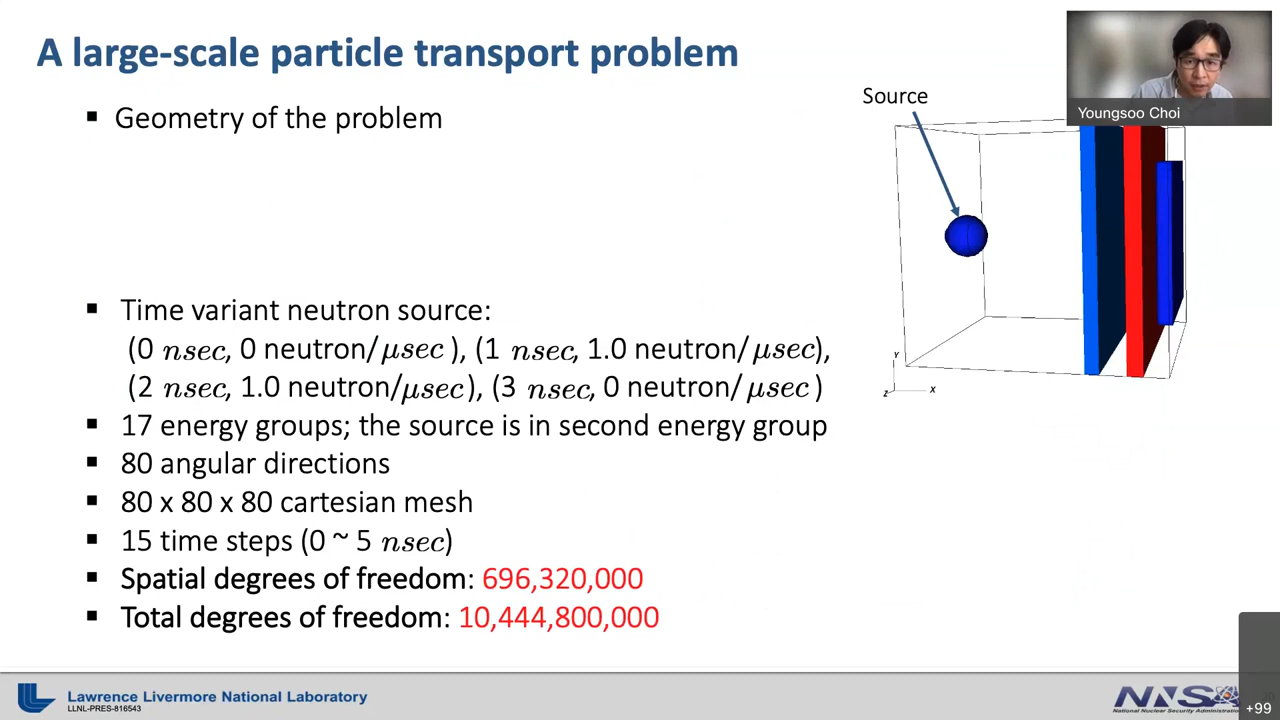 A large-scale particle transport problem
▪ Geometry of the problem
Source
Youngsoo Choi
▪ Time variant neutron source:
(0 nsec, 0 neutron/μsec ), (1 nsec, 1.0 neutron/μsec),
(2 nsec, 1.0 neutron/μsec), (3 nsec, 0 neutron/μsec )
▪ 17 energy groups; the source is in second energy group
▪ 80 angular directions
▪ 80 x 80 x 80 cartesian mesh
▪ 15 time steps (0 ~ 5 nsec)
▪ Spatial degrees of freedom: 696,320,000
▪ Total degrees of freedom: 10,444,800,000
Y
Z
X
Lawrence Livermore National Laboratory
LLNL-PRES-816543
NNSA
National Nuclear Security Administration
+99